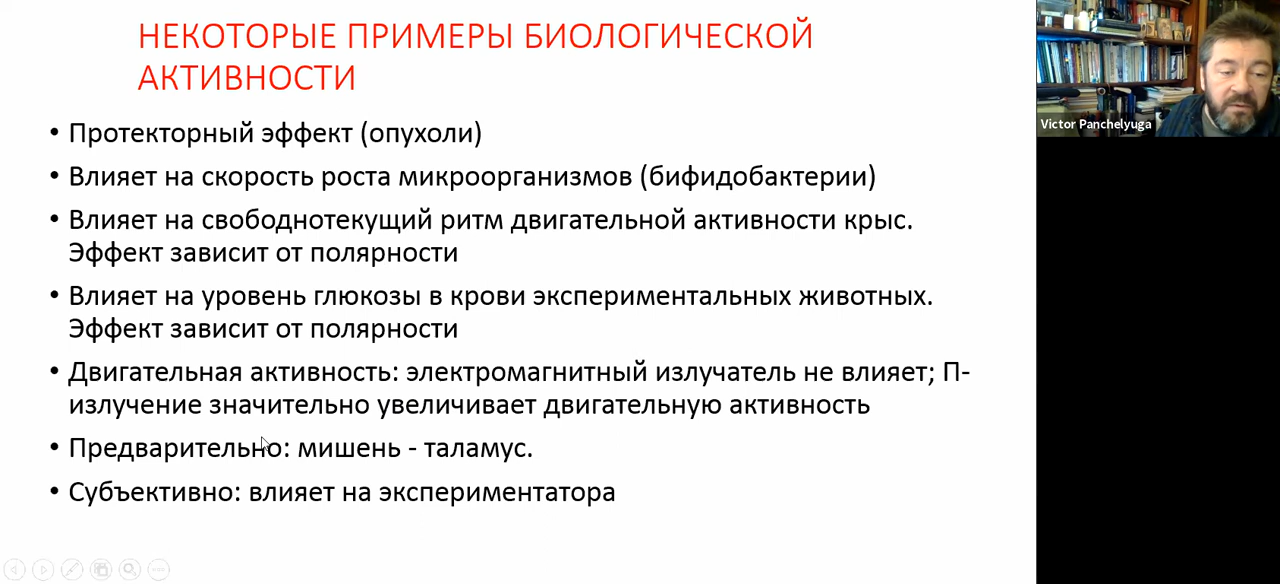 НЕКОТОРЫЕ ПРИМЕРЫ БИОЛОГИЧЕСКОЙ
АКТИВНОСТИ
• Протекторный эффект (опухоли)
• Влияет на скорость роста микроорганизмов (бифидобактерии)
• Влияет на свободнотекущий ритм двигательной активности крыс.
Эффект зависит от полярности
• Влияет на уровень глюкозы в крови экспериментальных животных.
Эффект зависит от полярности
• Двигательная активность: электромагнитный излучатель не влияет; П-
излучение значительно увеличивает двигательную активность
• Предварительно: мишень - таламус.
• Субъективно: влияет на экспериментатора
Victor Panchelyuga